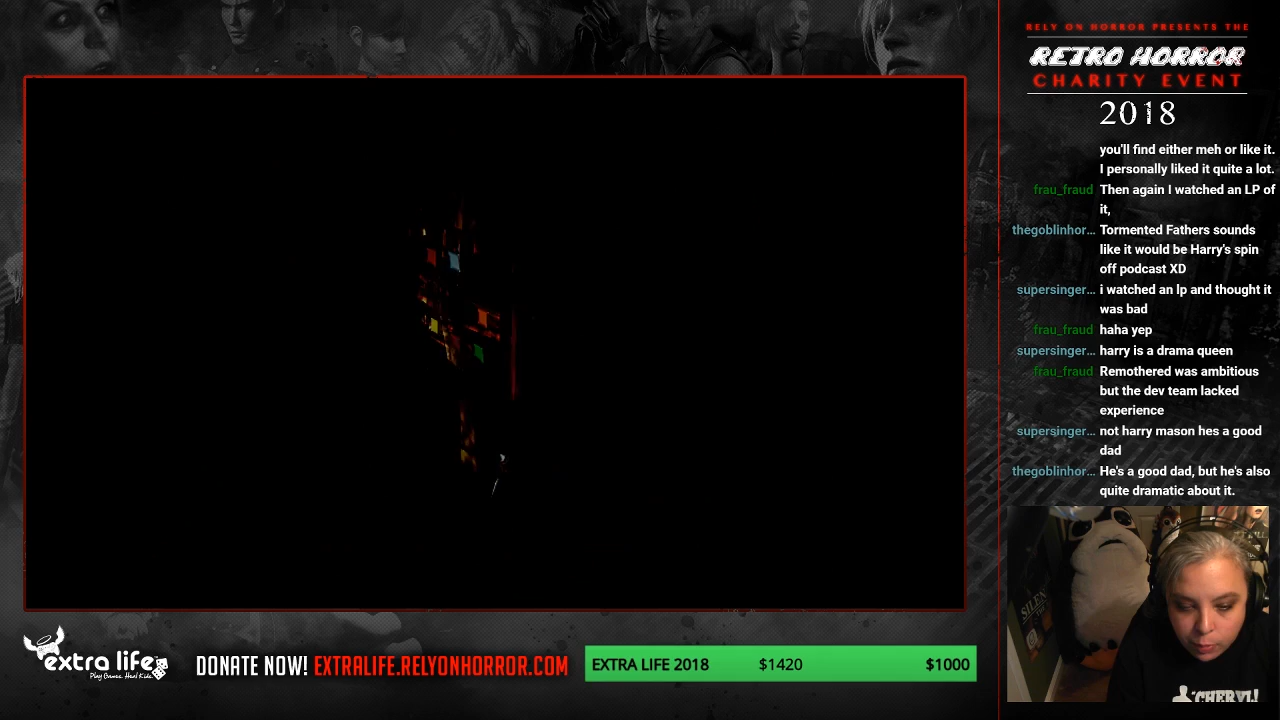 RELY ON HORROR PRESENTS THE
RETRO HORROR
CHARITY EVENT
2018
you'll find either meh or like it.
I personally liked it quite a lot.
frau_fraud Then again I watched an LP of
it,
thegoblinhor... Tormented Fathers sounds
like it would be Harry's spin
off podcast XD
supersinger... i watched an lp and thought it
was bad
frau_fraud haha yep
supersinger... harry is a drama queen
frau_fraud Remothered was ambitious
but the dev team lacked
experience
supersinger... not harry mason hes a good
dad
thegoblinhor... He's a good dad, but he's also
quite dramatic about it.
SILEN
CHERYL!
extra life
Play Games. Heal Kids.
DONATE NOW! EXTRALIFE.RELYONHORROR.COM
EXTRA LIFE 2018 $1420 $1000